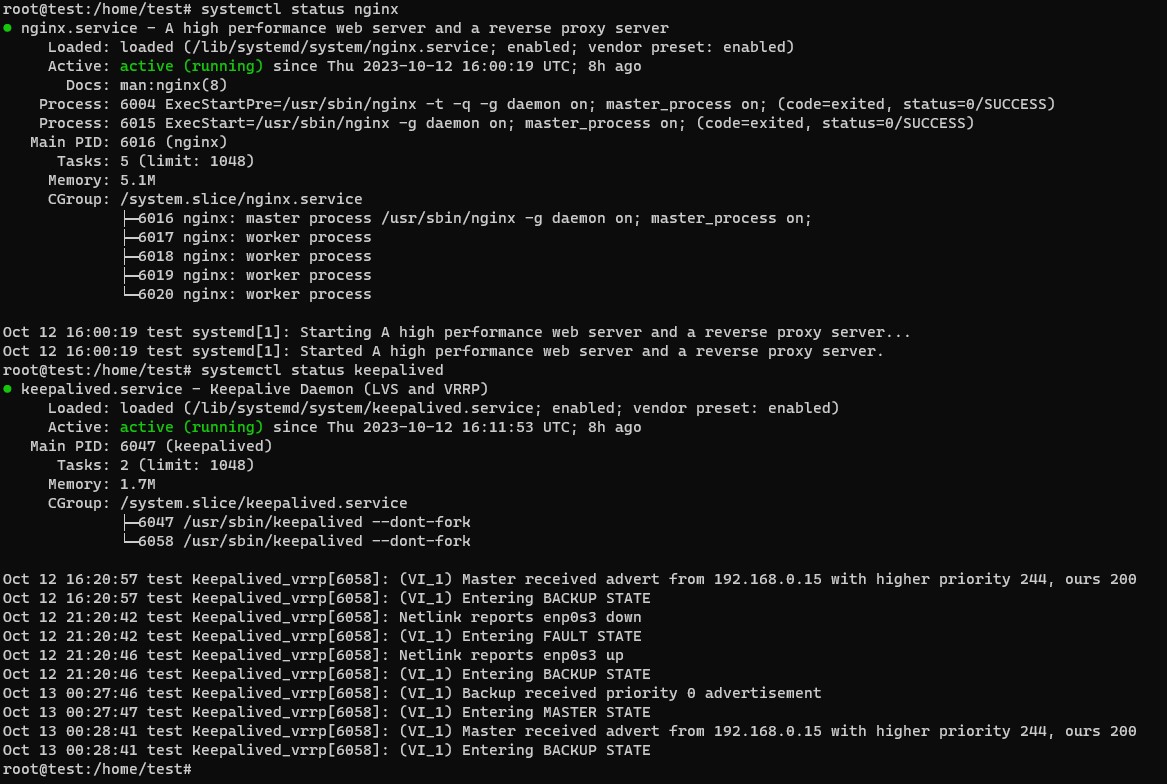 root@test:/home/test# systemctl status nginx
● nginx.service - A high performance web server and a reverse proxy server
     Loaded: loaded (/lib/systemd/system/nginx.service; enabled; vendor preset: enabled)
     Active: active (running) since Thu 2023-10-12 16:00:19 UTC; 8h ago
       Docs: man:nginx(8)
    Process: 6004 ExecStartPre=/usr/sbin/nginx -t -q -g daemon on; master_process on; (code=exited, status=0/SUCCESS)
    Process: 6015 ExecStart=/usr/sbin/nginx -g daemon on; master_process on; (code=exited, status=0/SUCCESS)
   Main PID: 6016 (nginx)
      Tasks: 5 (limit: 1048)
     Memory: 5.1M
     CGroup: /system.slice/nginx.service
             ├─6016 nginx: master process /usr/sbin/nginx -g daemon on; master_process on;
             ├─6017 nginx: worker process
             ├─6018 nginx: worker process
             ├─6019 nginx: worker process
             └─6020 nginx: worker process

Oct 12 16:00:19 test systemd[1]: Starting A high performance web server and a reverse proxy server...
Oct 12 16:00:19 test systemd[1]: Started A high performance web server and a reverse proxy server.
root@test:/home/test# systemctl status keepalived
● keepalived.service - Keepalive Daemon (LVS and VRRP)
     Loaded: loaded (/lib/systemd/system/keepalived.service; enabled; vendor preset: enabled)
     Active: active (running) since Thu 2023-10-12 16:11:53 UTC; 8h ago
   Main PID: 6047 (keepalived)
      Tasks: 2 (limit: 1048)
     Memory: 1.7M
     CGroup: /system.slice/keepalived.service
             ├─6047 /usr/sbin/keepalived --dont-fork
             └─6058 /usr/sbin/keepalived --dont-fork

Oct 12 16:20:57 test Keepalived_vrrp[6058]: (VI_1) Master received advert from 192.168.0.15 with higher priority 244, ours 200
Oct 12 16:20:57 test Keepalived_vrrp[6058]: (VI_1) Entering BACKUP STATE
Oct 12 21:20:42 test Keepalived_vrrp[6058]: Netlink reports enp0s3 down
Oct 12 21:20:42 test Keepalived_vrrp[6058]: (VI_1) Entering FAULT STATE
Oct 12 21:20:46 test Keepalived_vrrp[6058]: Netlink reports enp0s3 up
Oct 12 21:20:46 test Keepalived_vrrp[6058]: (VI_1) Entering BACKUP STATE
Oct 13 00:27:46 test Keepalived_vrrp[6058]: (VI_1) Backup received priority 0 advertisement
Oct 13 00:27:47 test Keepalived_vrrp[6058]: (VI_1) Entering MASTER STATE
Oct 13 00:28:41 test Keepalived_vrrp[6058]: (VI_1) Master received advert from 192.168.0.15 with higher priority 244, ours 200
Oct 13 00:28:41 test Keepalived_vrrp[6058]: (VI_1) Entering BACKUP STATE
root@test:/home/test#